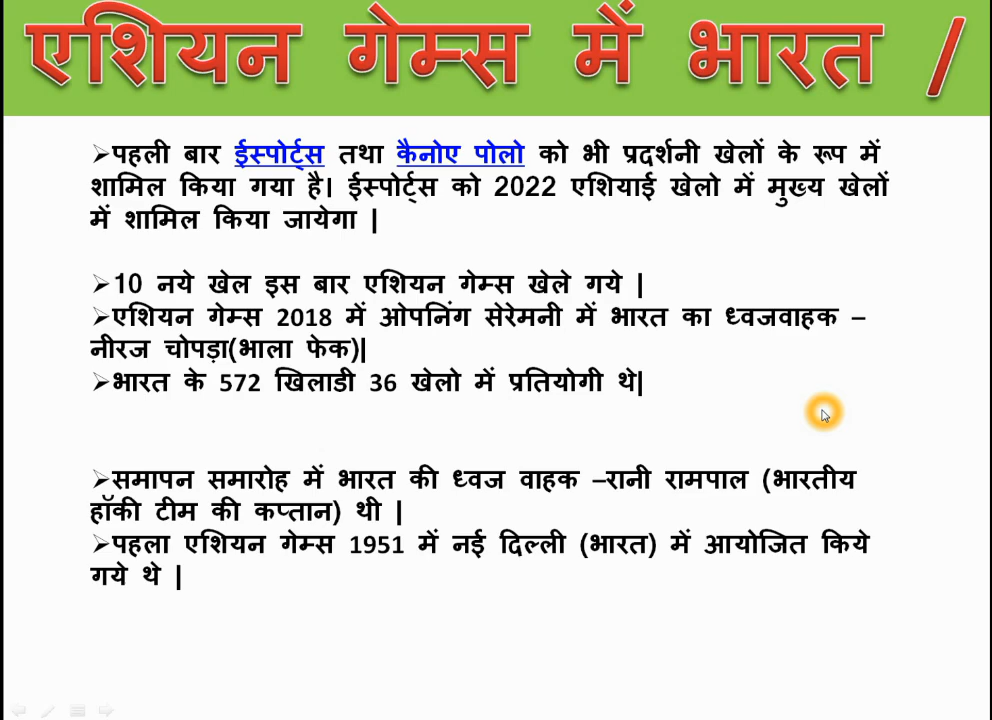 एशियन गेम्स में भारत /
➢पहली बार ईस्पोर्ट्स तथा कैनोए पोलो को भी प्रदर्शनी खेलों के रूप में
शामिल किया गया है। ईस्पोर्ट्स को 2022 एशियाई खेलो में मुख्य खेलों
में शामिल किया जायेगा |
➢10 नये खेल इस बार एशियन गेम्स खेले गये |
➢एशियन गेम्स 2018 में ओपनिंग सेरेमनी में भारत का ध्वजवाहक –
नीरज चोपड़ा(भाला फेक)|
➢भारत के 572 खिलाडी 36 खेलो में प्रतियोगी थे|
➢समापन समारोह में भारत की ध्वज वाहक –रानी रामपाल (भारतीय
हॉकी टीम की कप्तान) थी |
➢पहला एशियन गेम्स 1951 में नई दिल्ली (भारत) में आयोजित किये
गये थे |